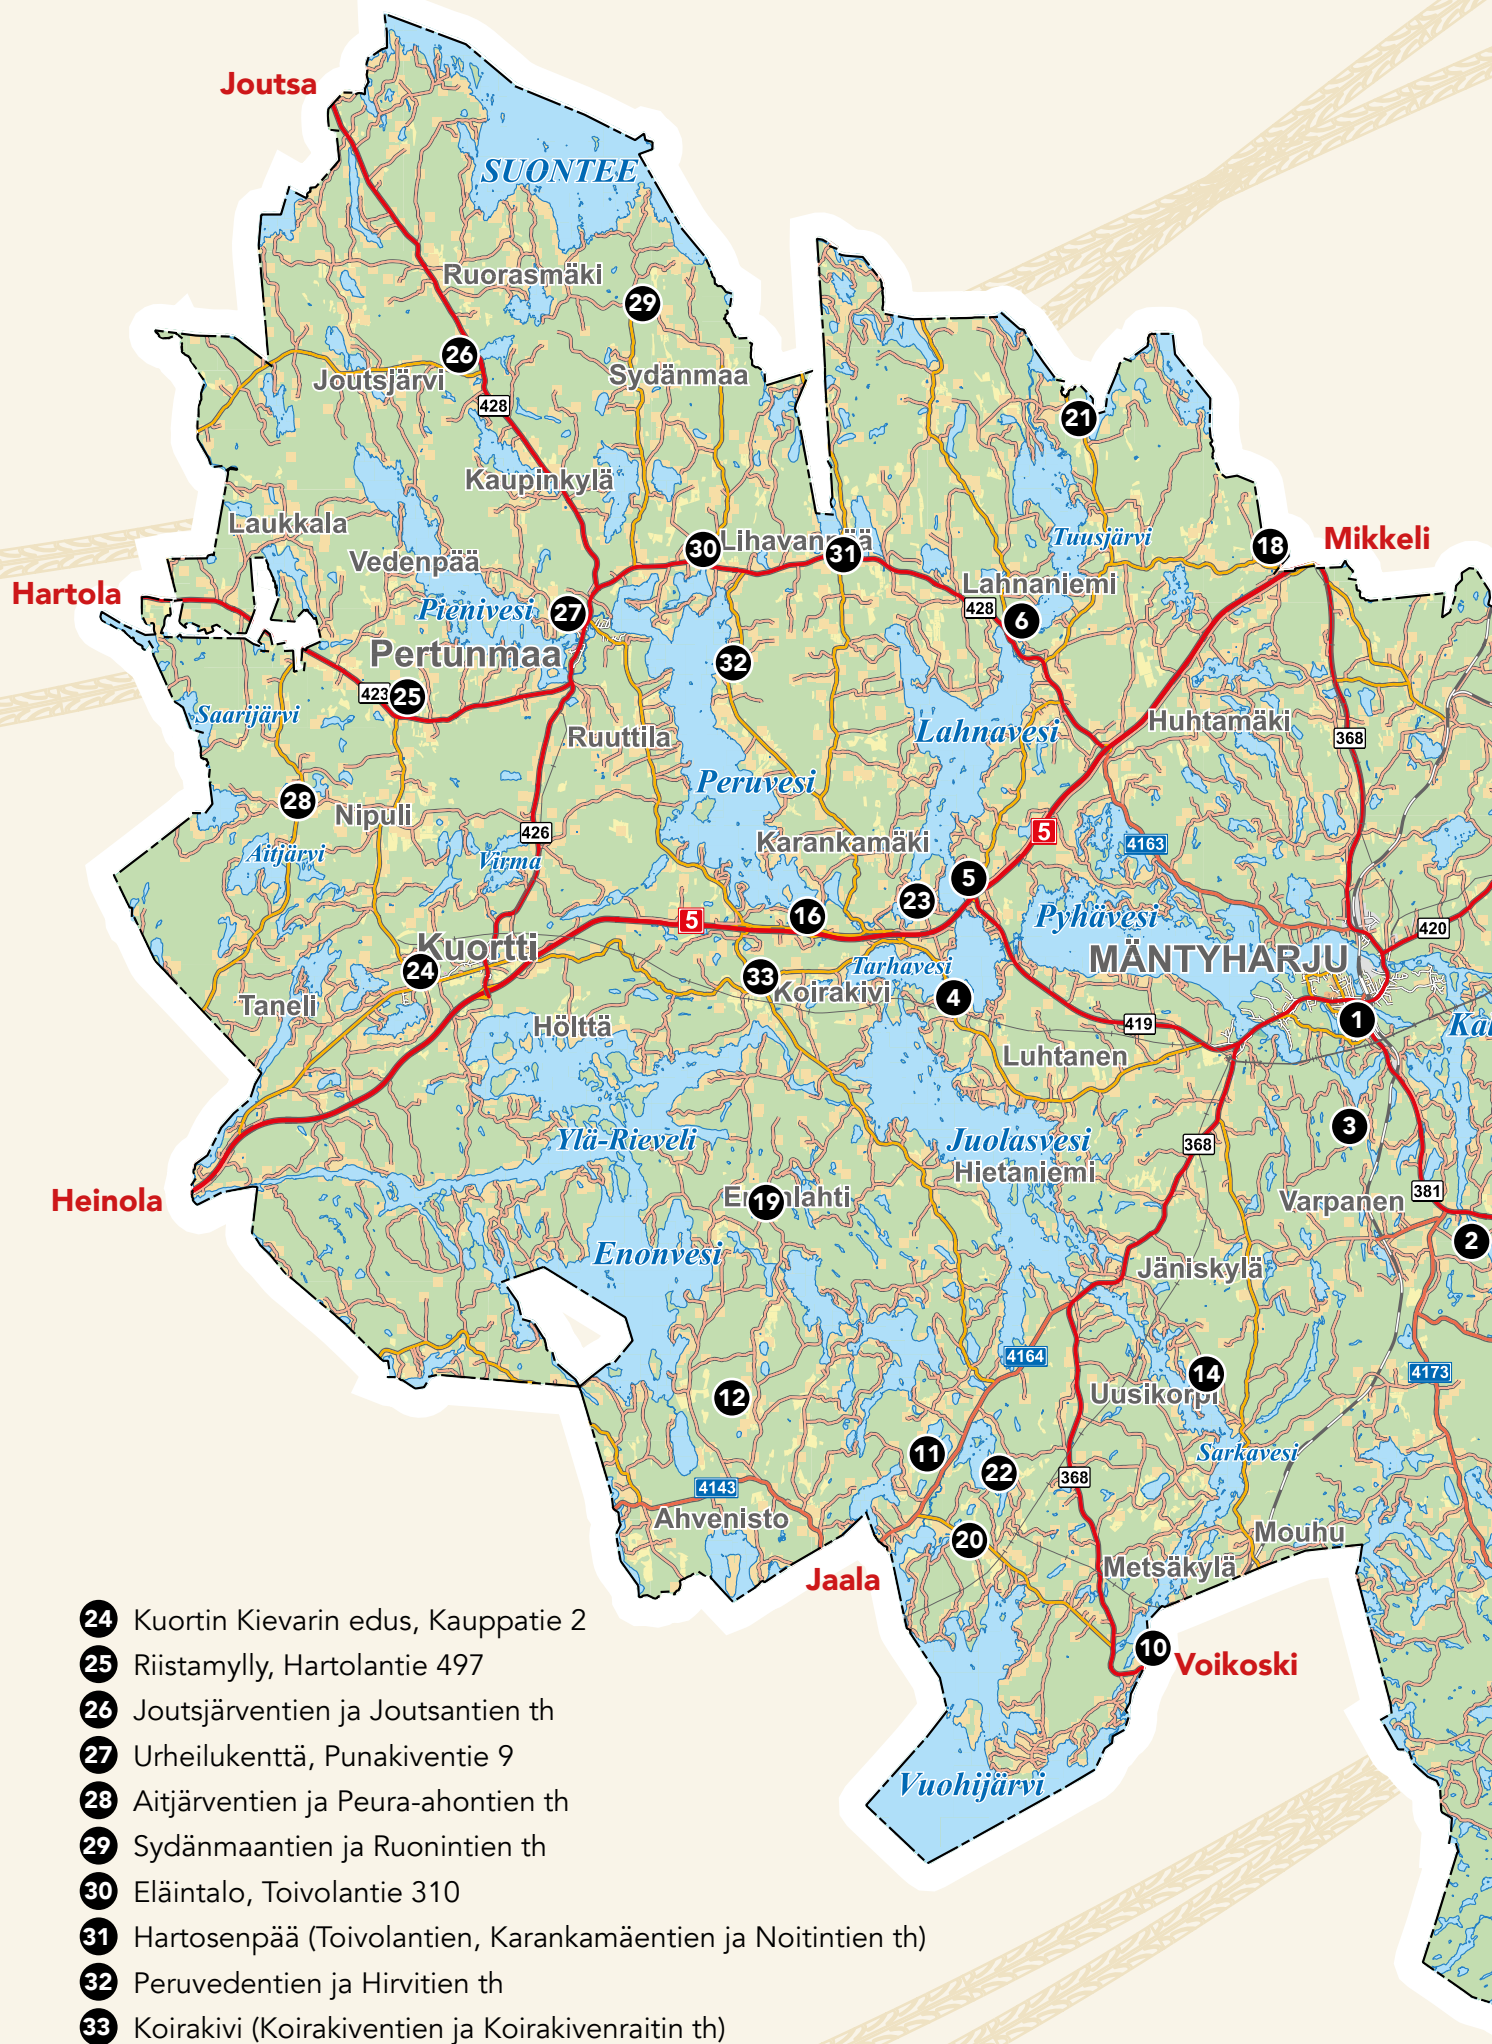 Joutsa
SUONTEE
Ruorasmäki
29
26
Joutsjärvi
Sydänmaa
428
21
Kaupinkylä
Laukkala
Vedenpää
30
31
Tuusjärvi
18
Mikkeli
Hartola
Pienivesi
27
Lahnaniemi
428
6
Pertunmaa
32
423
25
Saarijärvi
Ruuttila
Lahnavesi
Huhtamäki
368
Peruvesi
28
Nipuli
426
Karankamäki
5
4163
Aitjärvi
Virma
5
23
16
5
Pyhävesi
420
Kuortti
MÄNTYHARJU
24
33
Tarhavesi
Koirakivi
4
Taneli
Hölttä
419
1
Luhtanen
3
Ylä-Rieveli
Juolasvesi
368
Hietaniemi
Heinola
19
Varpanen
381
2
Enonvesi
Jäniskylä
4164
14
4173
12
Uusikorpi
11
Sarkavesi
22
368
4143
Ahvenisto
20
Mouhu
Metsäkylä
Jaala
10
Voikoski
Vuohijärvi
24 Kuortin Kievarin edus, Kauppatie 2
25 Riistamylly, Hartolantie 497
26 Joutsjärventien ja Joutsantien th
27 Urheilukenttä, Punakiventie 9
28 Aitjärventien ja Peura-ahontien th
29 Sydänmaantien ja Ruonintien th
30 Eläintalo, Toivolantie 310
31 Hartosenpää (Toivolantien, Karankamäentien ja Noitintien th)
32 Peruvedentien ja Hirvitien th
33 Koirakivi (Koirakiventien ja Koirakivenraitin th)